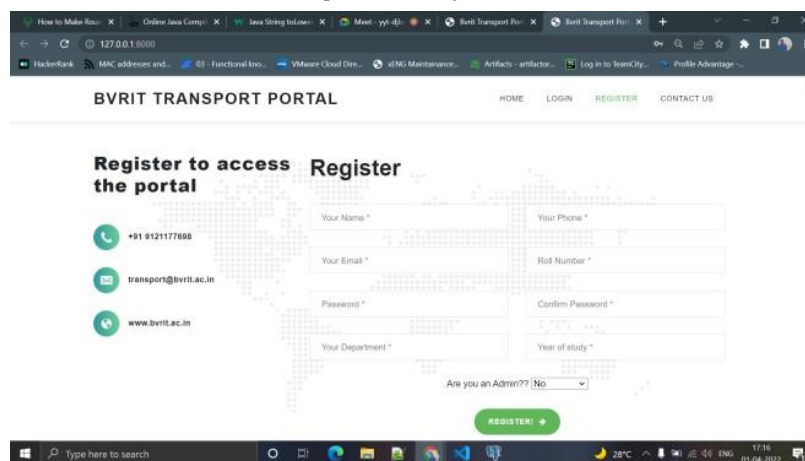 How to Make Rour
Online Java Compi
Java String toLower
Meet - yyt-djk
Bvrit Transport Port
Bvrit Transport Port
127.0.0.1:8000
HackerRank
MAC addresses and...
03 - Functional kno...
VMware Cloud Dire...
xENG Maintainance...
Artifacts - artifactor...
Log in to TeamCity...
Profile Advantage -...
BVRIT TRANSPORT PORTAL
HOME LOGIN REGISTER CONTACT US
Register to access
the portal
+91 9121177698
transport@bvrit.ac.in
www.bvrit.ac.in
Register
Your Name * Your Phone *
Your Email * Roll Number *
Password * Confirm Password *
Your Department * Year of study *
Are you an Admin?? No
REGISTER!
Type here to search
28°C
ENG
17:16
01-04-2022